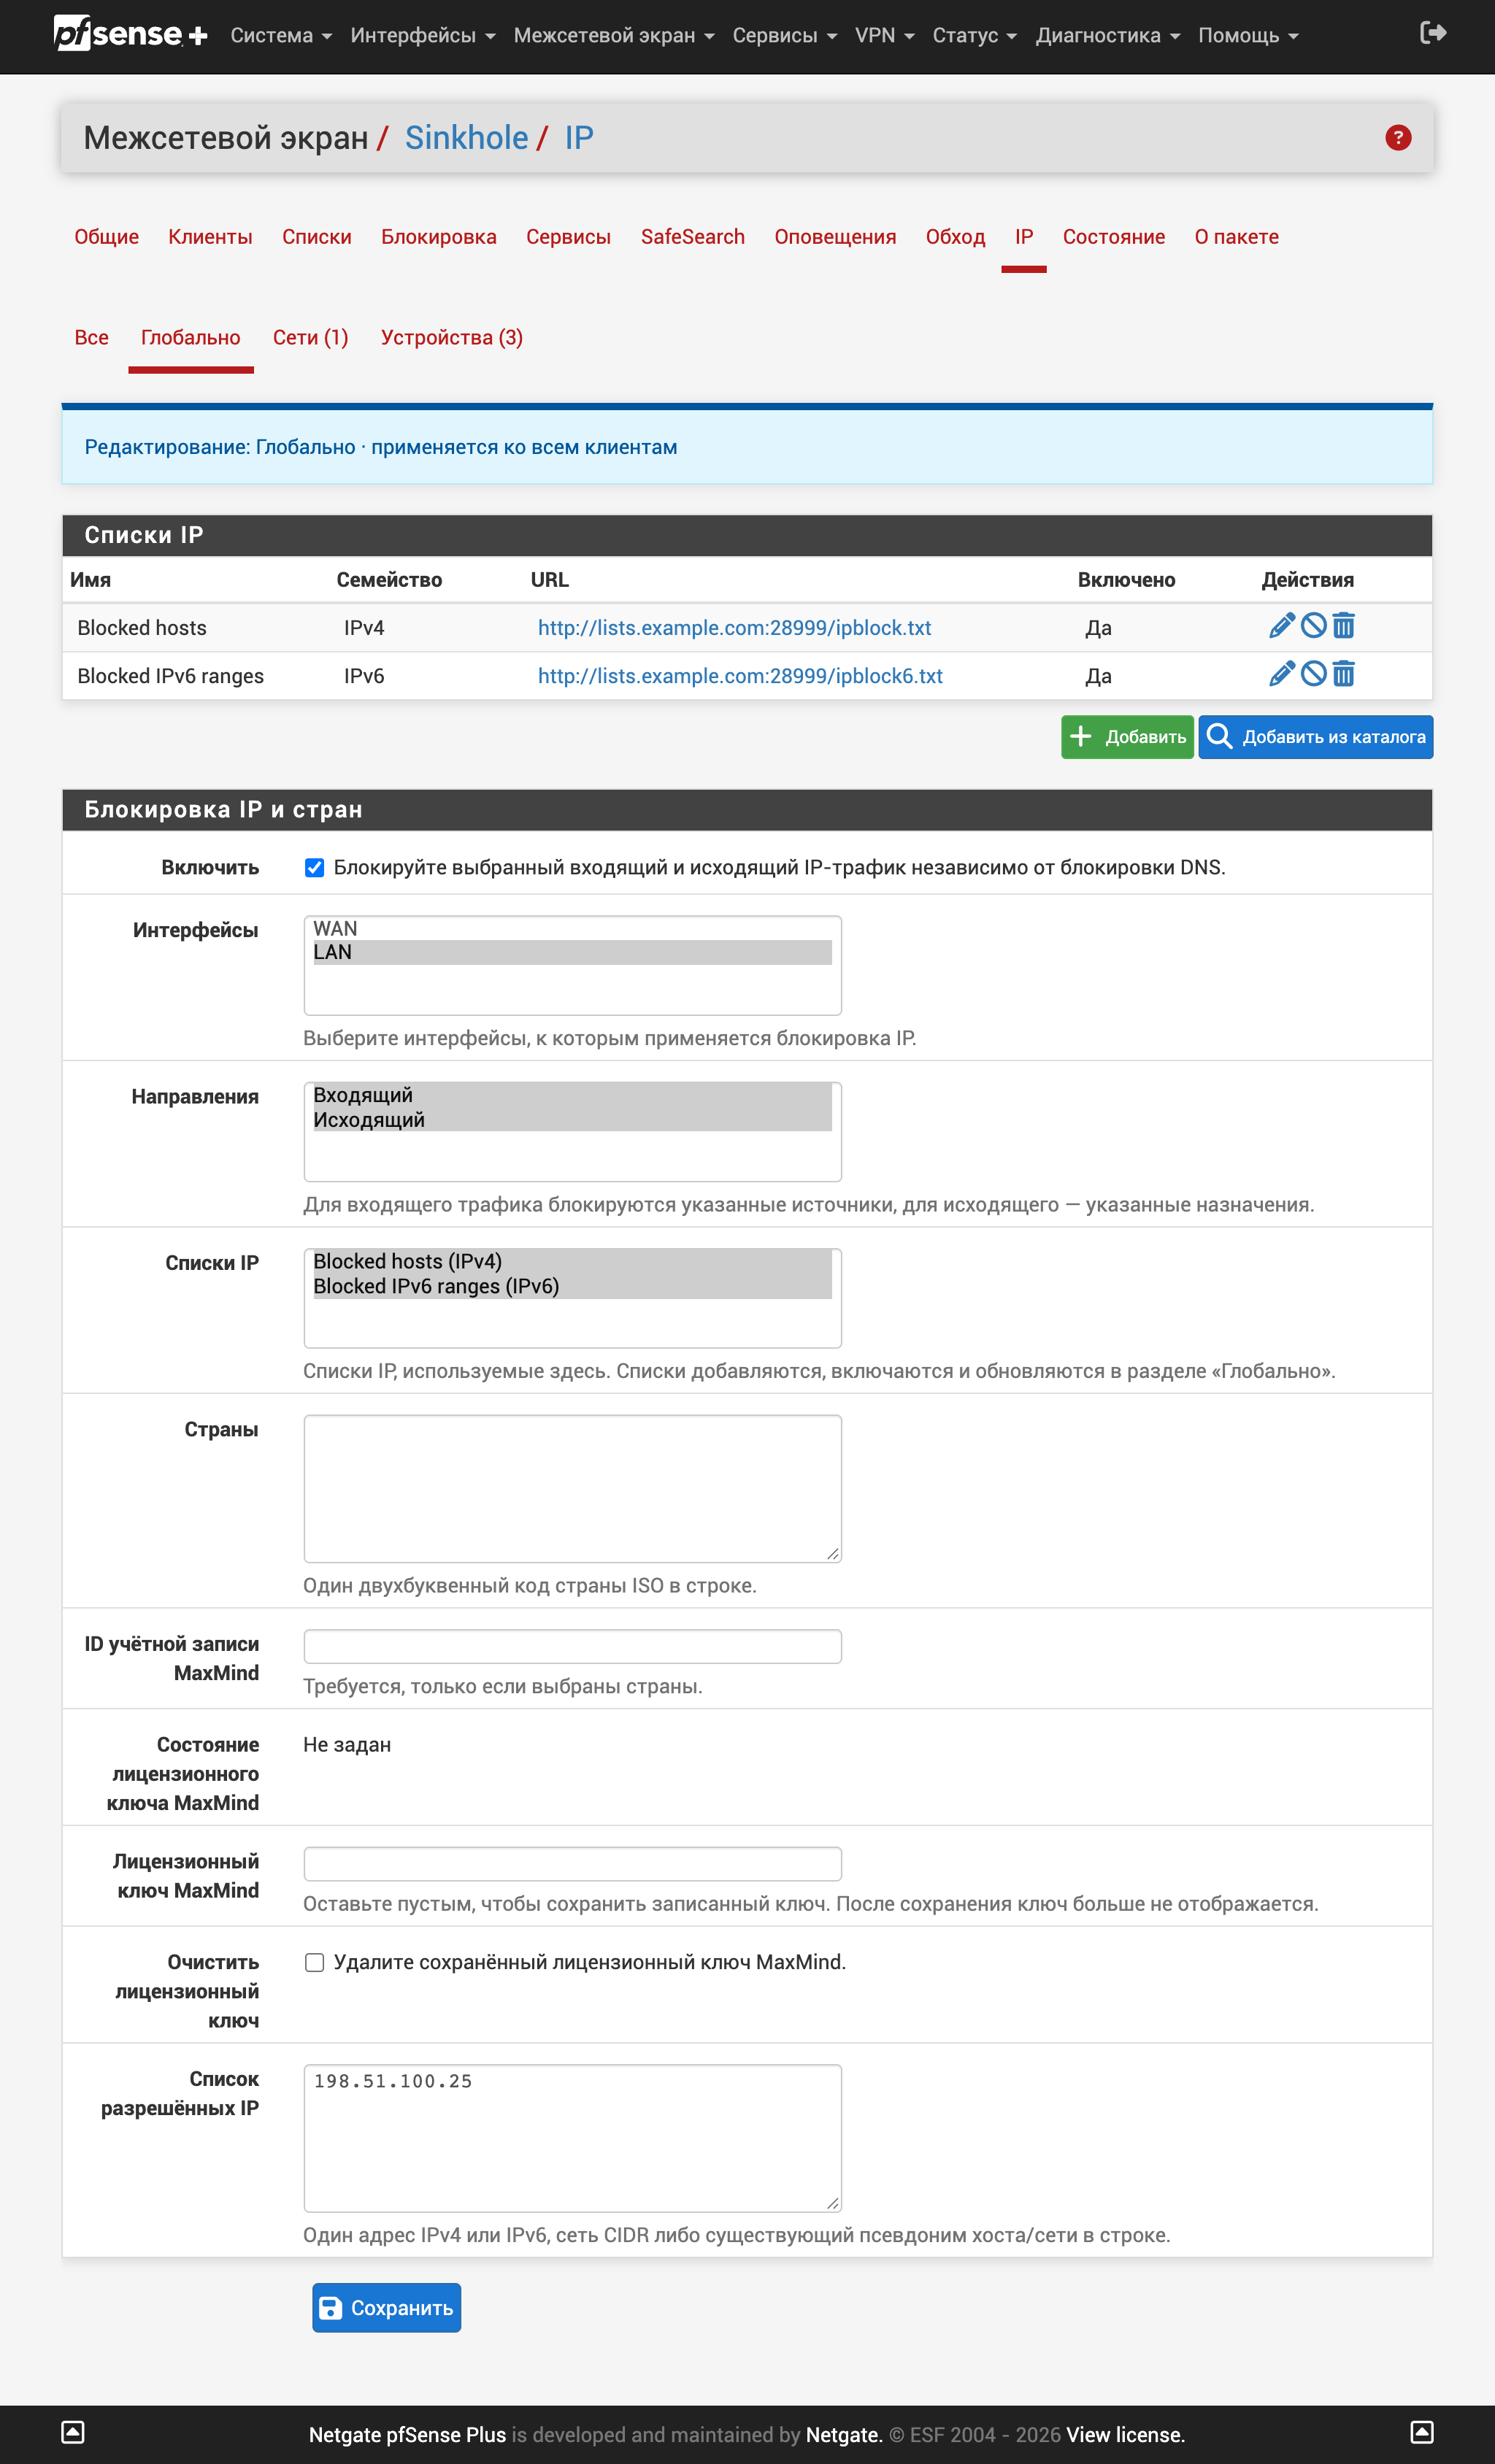 pfsense +
Система Интерфейсы Межсетевой экран Сервисы VPN Статус Диагностика Помощь
Межсетевой экран / Sinkhole / IP
?
Общие Клиенты Списки Блокировка Сервисы SafeSearch Оповещения Обход IP Состояние О пакете
Все Глобально Сети (1) Устройства (3)
Редактирование: Глобально · применяется ко всем клиентам
Списки IP
Имя Семейство URL Включено Действия
Blocked hosts IPv4 http://lists.example.com:28999/ipblock.txt Да
Blocked IPv6 ranges IPv6 http://lists.example.com:28999/ipblock6.txt Да
Добавить Добавить из каталога
Блокировка IP и стран
Включить Блокируйте выбранный входящий и исходящий IP-трафик независимо от блокировки DNS.
Интерфейсы
WAN
LAN
Выберите интерфейсы, к которым применяется блокировка IP.
Направления
Входящий
Исходящий
Для входящего трафика блокируются указанные источники, для исходящего — указанные назначения.
Списки IP
Blocked hosts (IPv4)
Blocked IPv6 ranges (IPv6)
Списки IP, используемые здесь. Списки добавляются, включаются и обновляются в разделе «Глобально».
Страны
Один двухбуквенный код страны ISO в строке.
ID учётной записи
MaxMind
Требуется, только если выбраны страны.
Состояние
лицензионного
ключа MaxMind
Не задан
Лицензионный
ключ MaxMind
Оставьте пустым, чтобы сохранить записанный ключ. После сохранения ключ больше не отображается.
Очистить
лицензионный
ключ
Удалите сохранённый лицензионный ключ MaxMind.
Список
разрешённых IP
198.51.100.25
Один адрес IPv4 или IPv6, сеть CIDR либо существующий псевдоним хоста/сети в строке.
Сохранить
Netgate pfSense Plus is developed and maintained by Netgate. © ESF 2004 - 2026 View license.